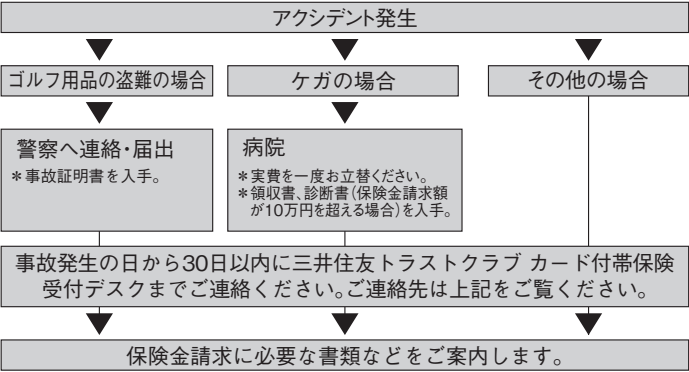 アクシデント発生
ゴルフ用品の盗難の場合
ケガの場合
その他の場合
警察へ連絡・届出
＊事故証明書を入手。
病院
＊実費を一度お立替ください。
＊領収書、診断書（保険金請求額
が10万円を超える場合）を入手。
事故発生の日から30日以内に三井住友トラストクラブ カード付帯保険
受付デスクまでご連絡ください。ご連絡先は上記をご覧ください。
保険金請求に必要な書類などをご案内します。